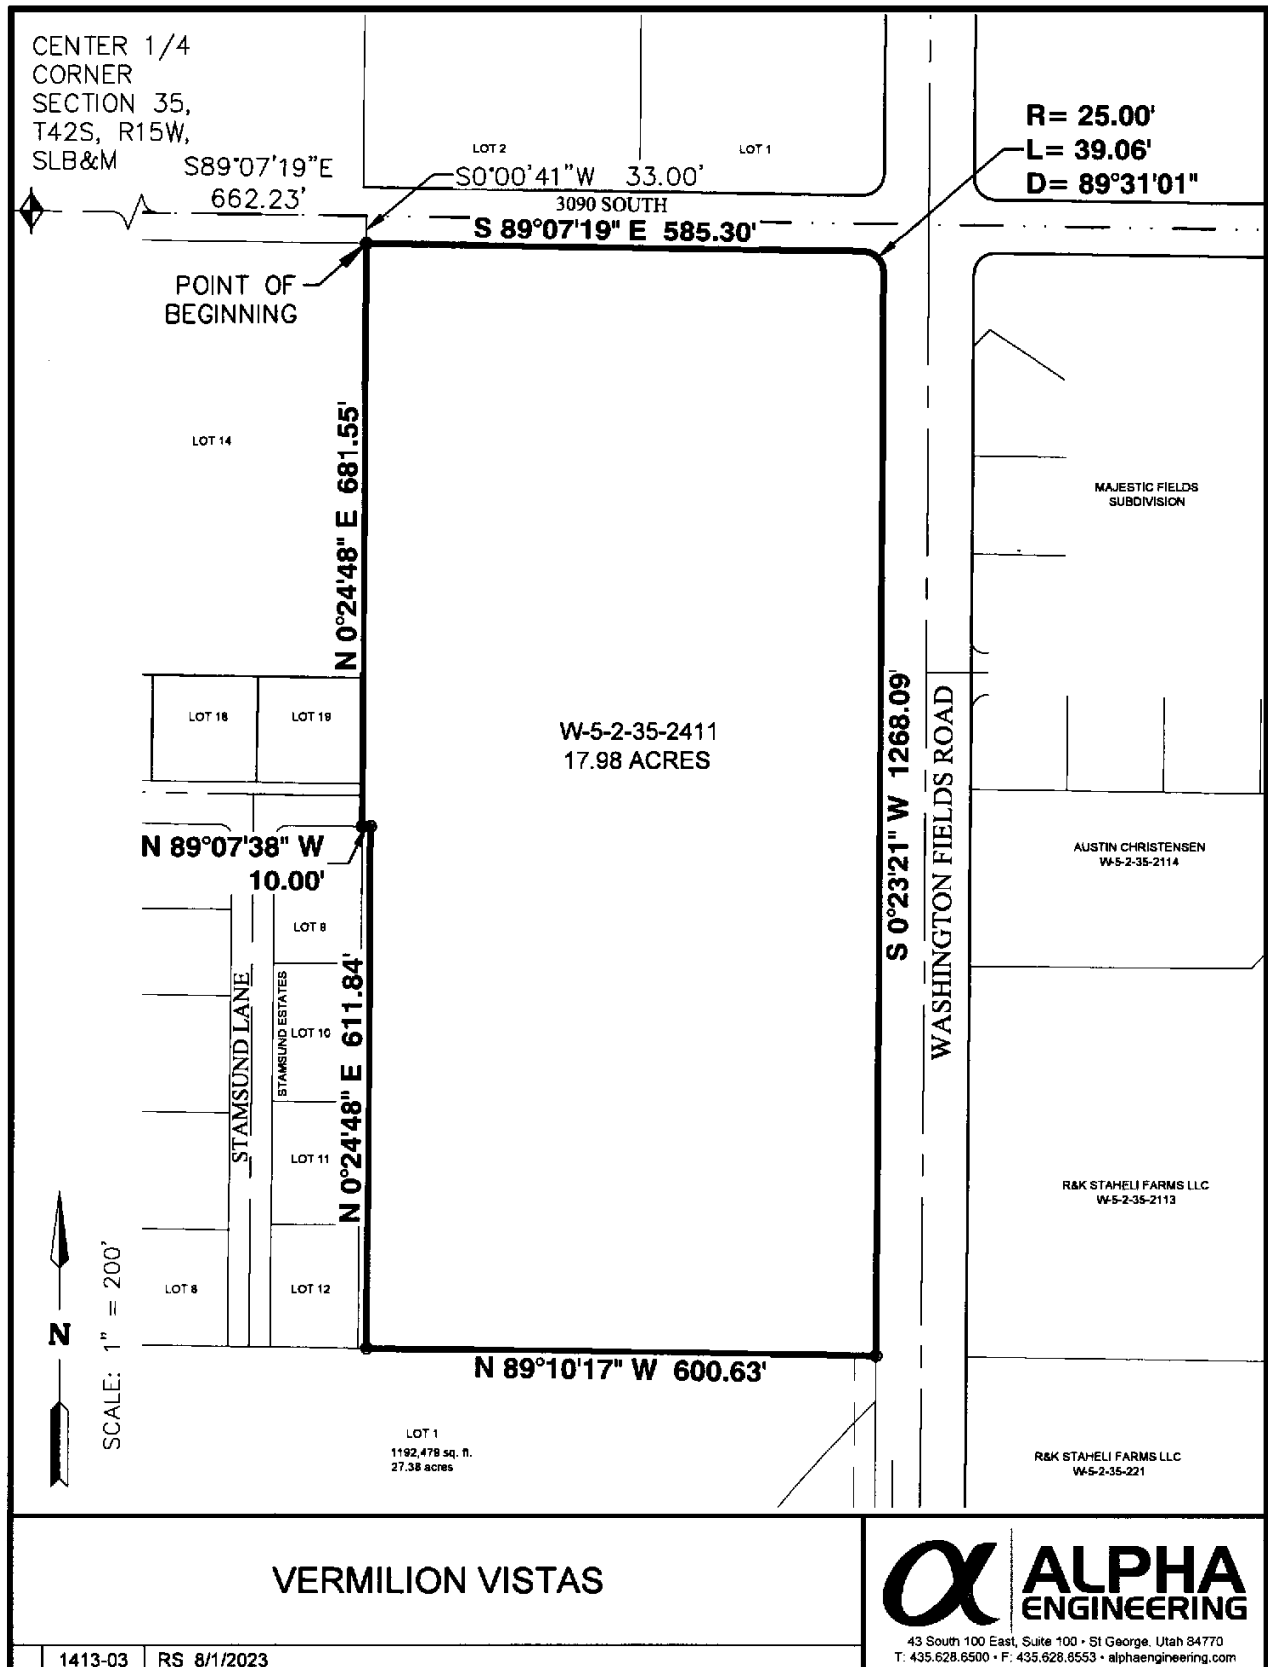 CENTER 1/4
CORNER
SECTION 35,
T42S, R15W,
SLB&M
S89°07'19"E
662.23'
LOT 2
LOT 1
S0°00'41"W 33.00'
3090 SOUTH
S 89°07'19" E 585.30'
R= 25.00'
L= 39.06'
D= 89°31'01"
POINT OF
BEGINNING
LOT 14
N 0°24'48" E 681.55'
MAJESTIC FIELDS
SUBDIVISION
LOT 18
LOT 19
W-5-2-35-2411
17.98 ACRES
S 0°23'21" W 1268.09'
WASHINGTON FIELDS ROAD
N 89°07'38" W
10.00'
AUSTIN CHRISTENSEN
W-5-2-35-2114
LOT 9
STAMSUND LANE
STAMSUND ESTATES
LOT 10
N 0°24'48" E 611.84'
LOT 11
R&K STAHELI FARMS LLC
W-5-2-35-2113
LOT 8
LOT 12
N
SCALE: 1" = 200'
N 89°10'17" W 600.63'
LOT 1
1192,479 sq. ft.
27.38 acres
R&K STAHELI FARMS LLC
W-5-2-35-221
VERMILION VISTAS
1413-03 RS 8/1/2023
ALPHA
ENGINEERING
43 South 100 East, Suite 100 • St George, Utah 84770
T: 435.628.6500 • F: 435.628.6553 • alphaengineering.com